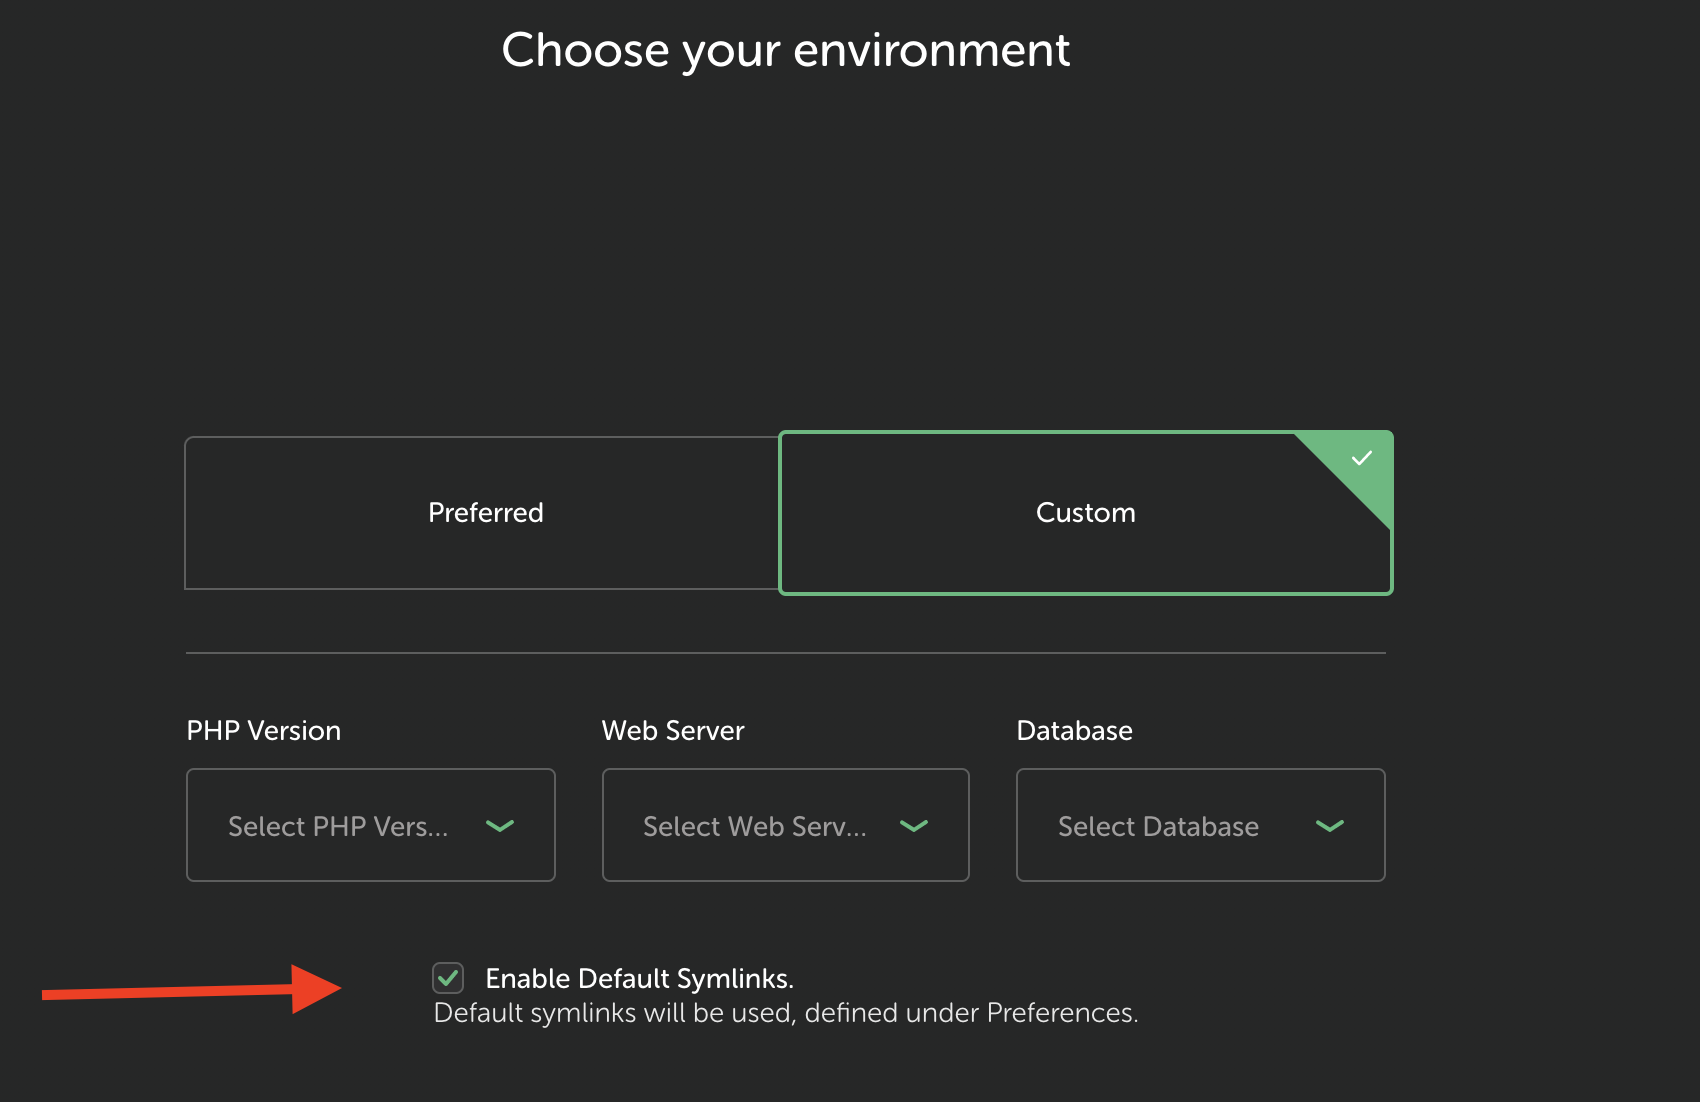 Choose your environment
Preferred
Custom
PHP Version
Web Server
Database
Select PHP Vers...
Select Web Serv...
Select Database
Enable Default Symlinks.
Default symlinks will be used, defined under Preferences.